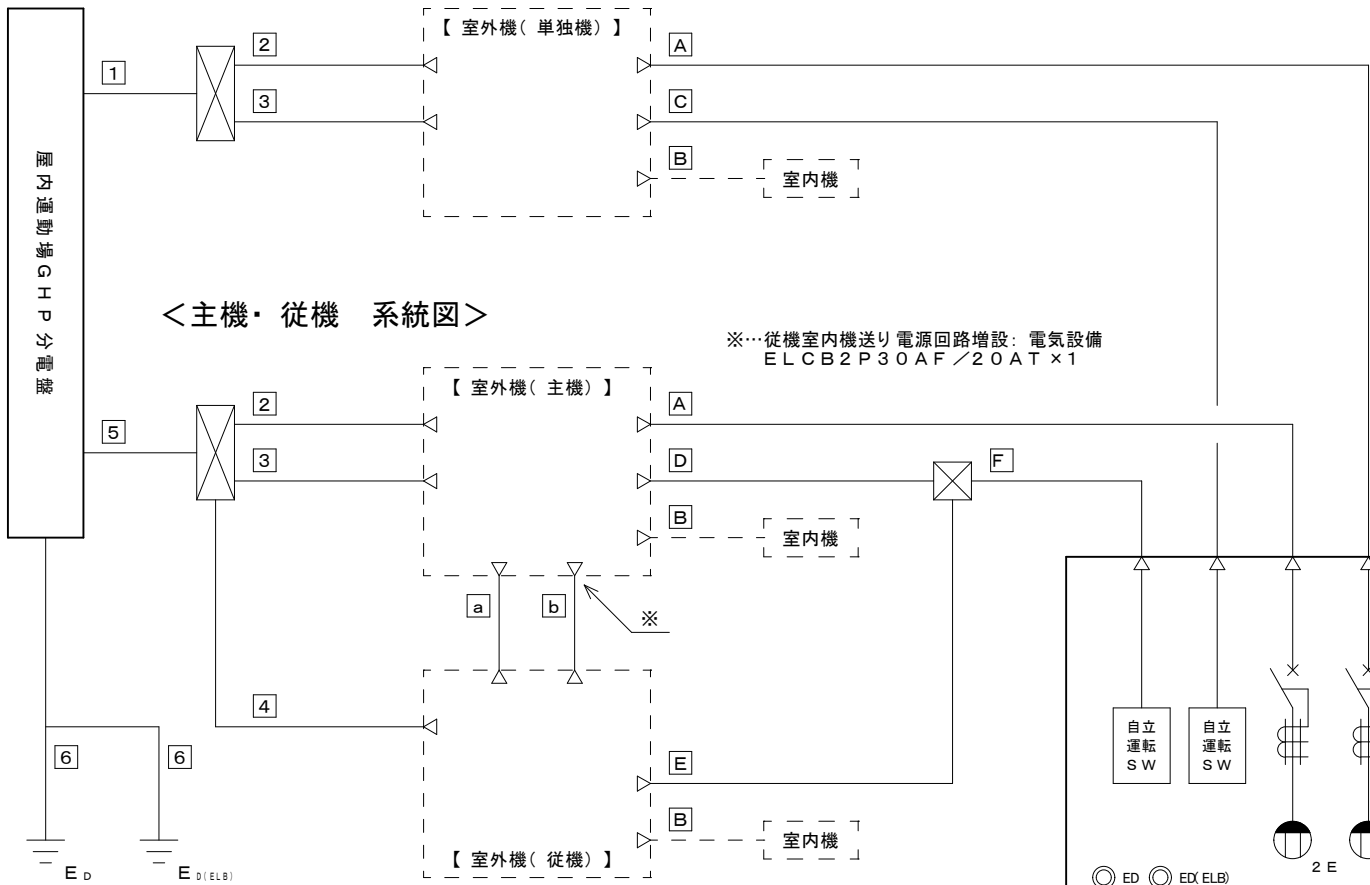 【 室外機( 単独機) 】
2
A
1
3
C
B
室内機
屋内運動場GHP分電盤
＜主機・ 従機　系統図＞
※…従機室内機送り電源回路増設: 電気設備
ELCB2P30AF／20AT ×1
【 室外機( 主機) 】
2
A
5
3
D
F
B
室内機
a
b
※
4
自立
運転
SW
自立
運転
SW
6
6
E
B
室内機
【 室外機( 従機) 】
2E
ED
ED(ELB)
ED
ED(ELB)